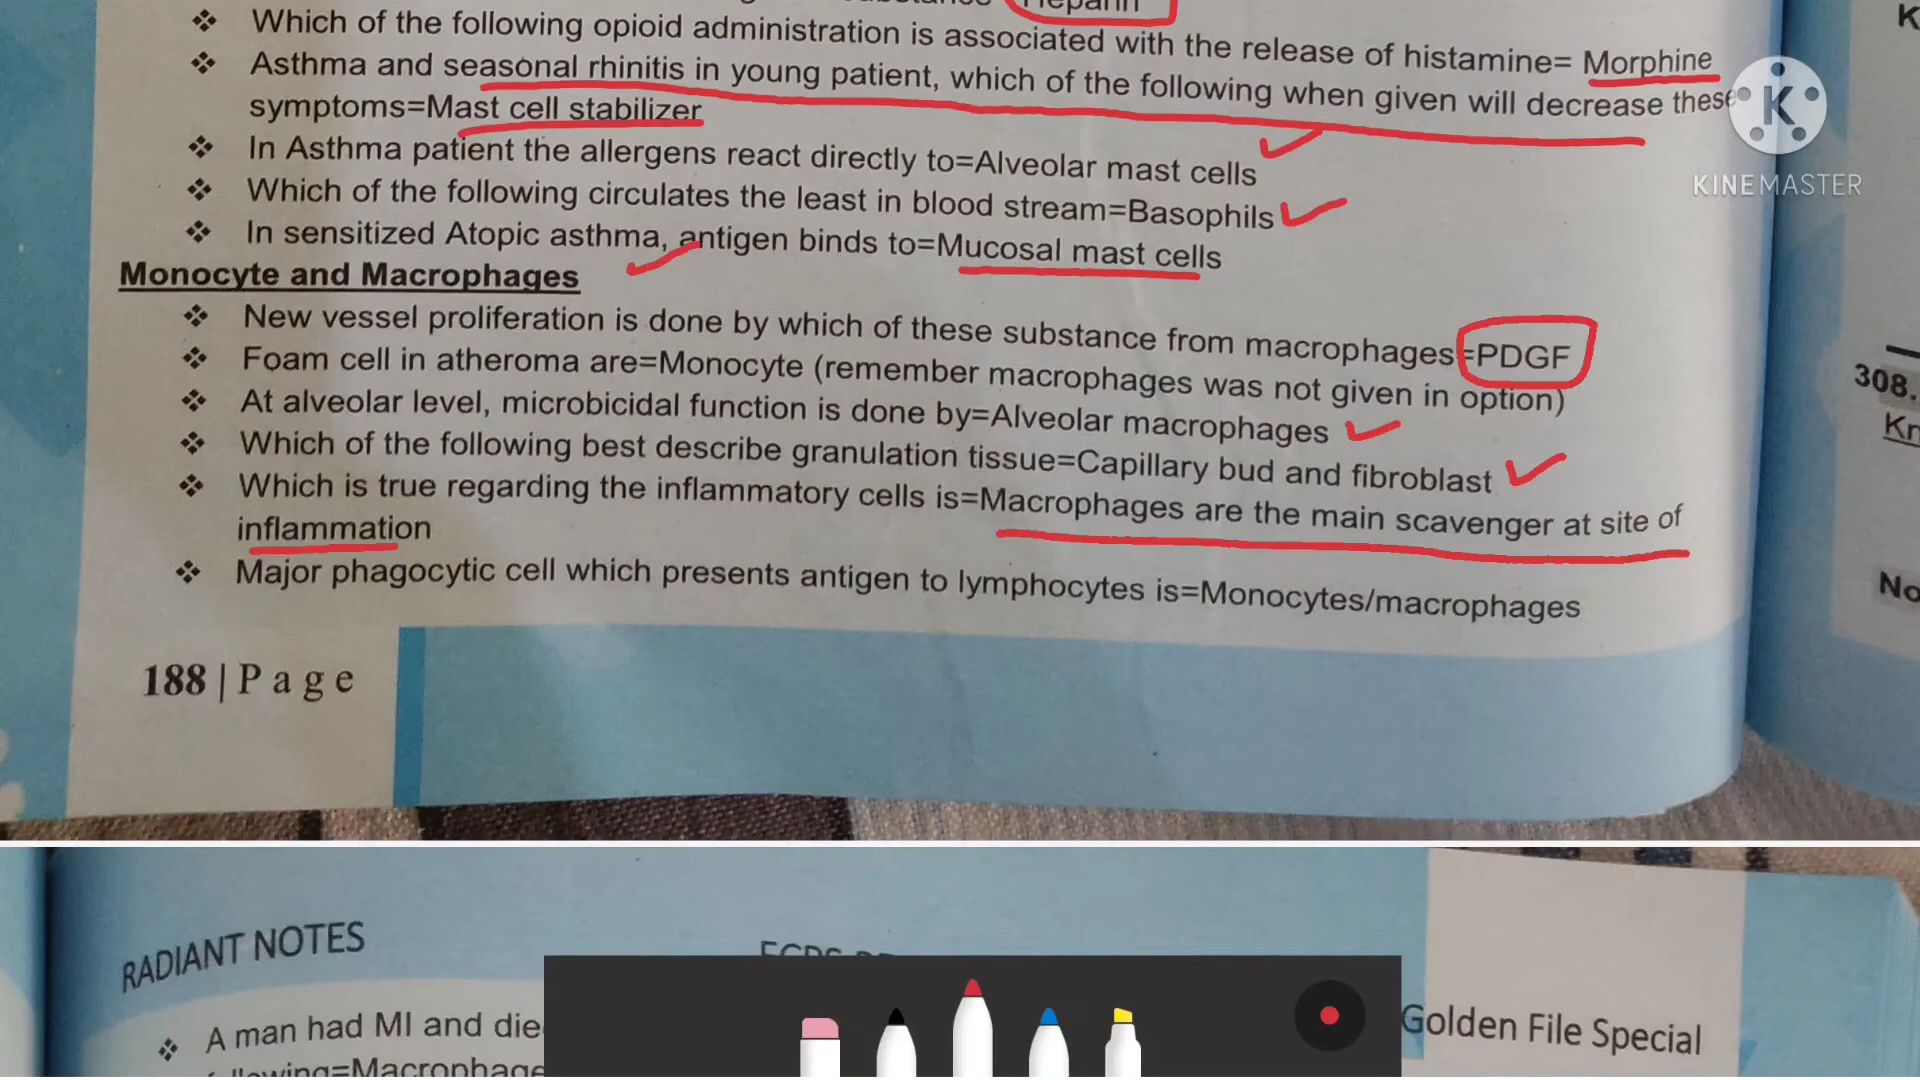 Heparin
❖ Which of the following opioid administration is associated with the release of histamine= Morphine
❖ Asthma and seasonal rhinitis in young patient, which of the following when given will decrease these
symptoms=Mast cell stabilizer
❖ In Asthma patient the allergens react directly to=Alveolar mast cells
❖ Which of the following circulates the least in blood stream=Basophils
❖ In sensitized Atopic asthma, antigen binds to=Mucosal mast cells
Monocyte and Macrophages
❖ New vessel proliferation is done by which of these substance from macrophages=PDGF
❖ Foam cell in atheroma are=Monocyte (remember macrophages was not given in option)
❖ At alveolar level, microbicidal function is done by=Alveolar macrophages
❖ Which of the following best describe granulation tissue=Capillary bud and fibroblast
❖ Which is true regarding the inflammatory cells is=Macrophages are the main scavenger at site of
inflammation
❖ Major phagocytic cell which presents antigen to lymphocytes is=Monocytes/macrophages
188 | P a g e
K
KINEMASTER
K
308.
No
RADIANT NOTES
Golden File Special
❖ A man had MI and die